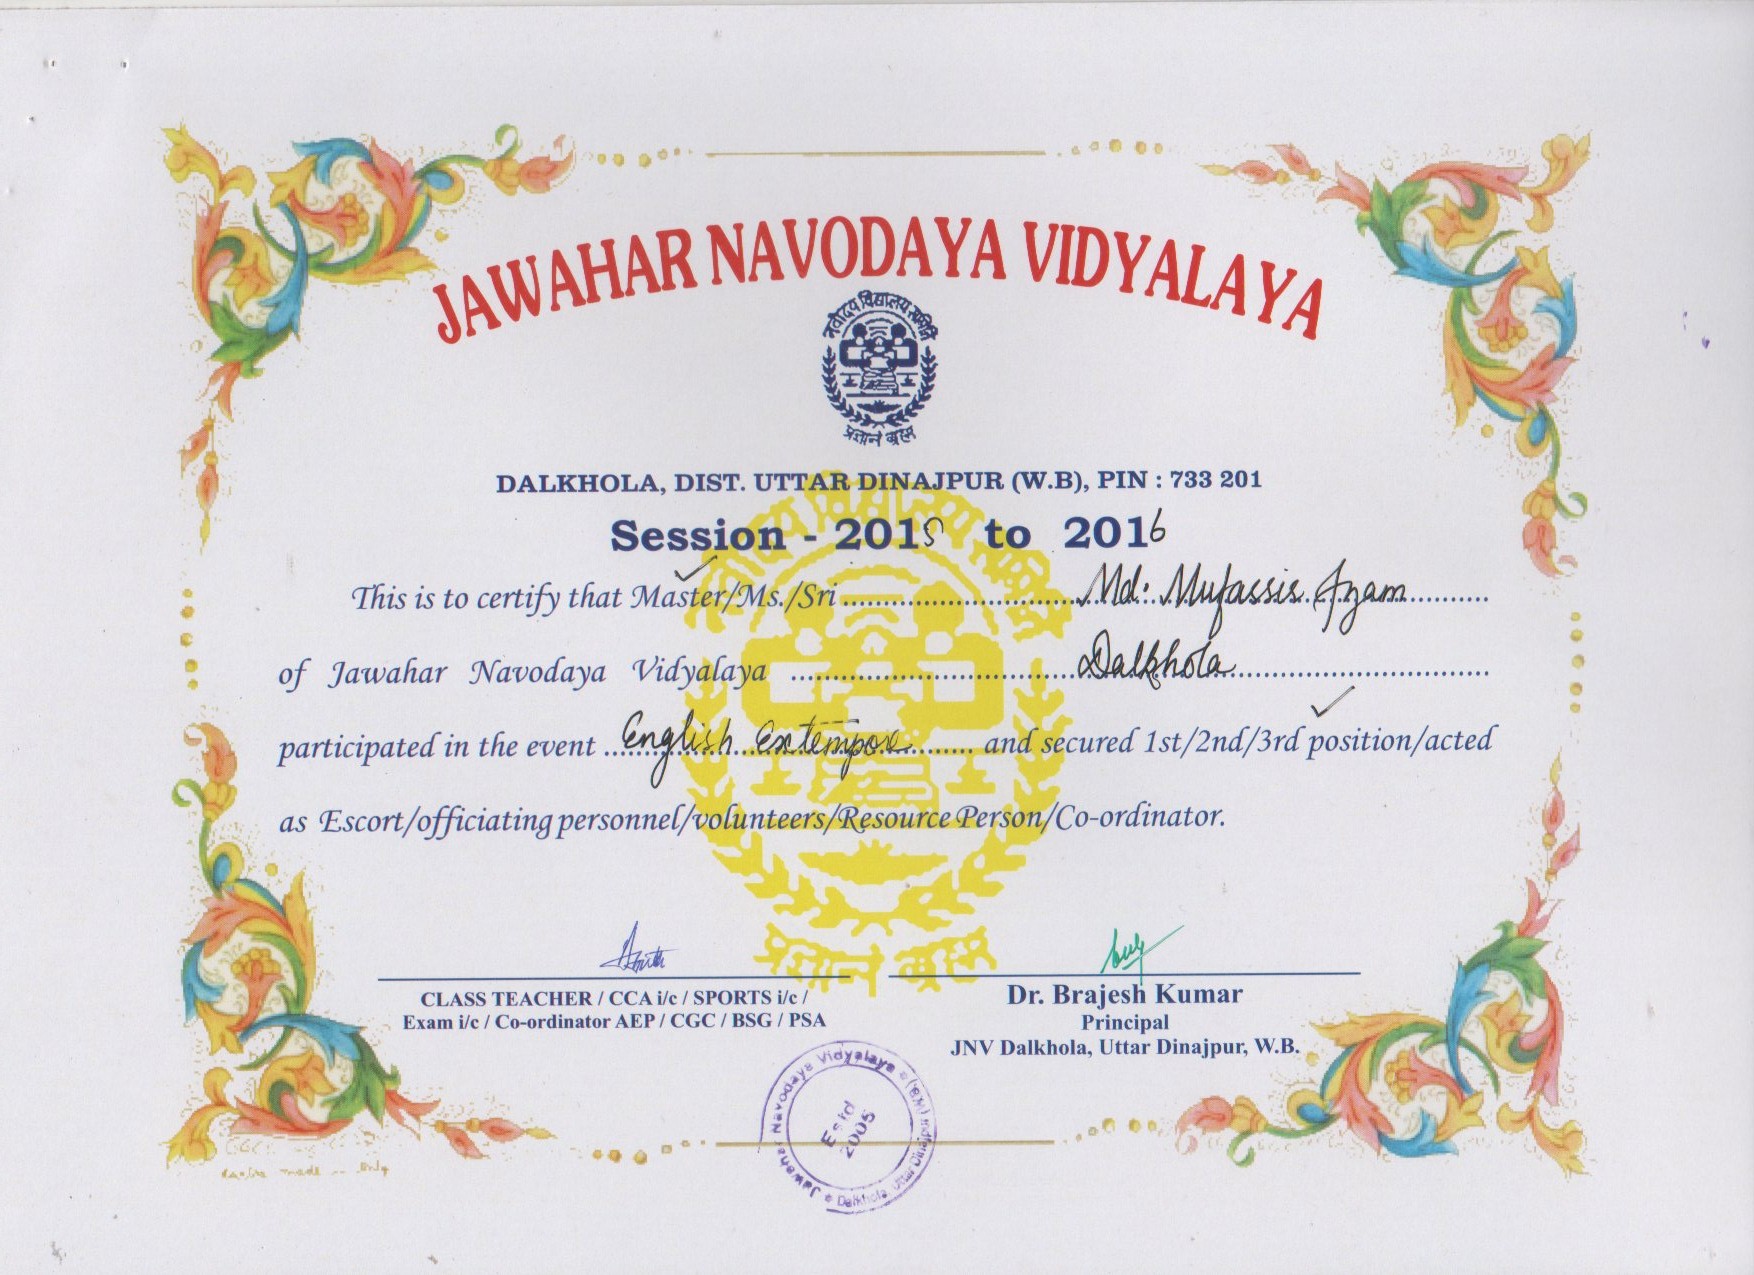 JAWAHAR NAVODAYA VIDYALAYA
नवोदय विद्यालय समिति
प्रज्ञानं ब्रह्म
DALKHOLA, DIST. UTTAR DINAJPUR (W.B), PIN : 733 201
Session - 2015 to 2016
This is to certify that Master/Ms./Sri Md. Mufassir Azam
of Jawahar Navodaya Vidyalaya Dalkhola
participated in the event English Extempore and secured 1st/2nd/3rd position/acted
as Escort/officiating personnel/volunteers/Resource Person/Co-ordinator.
CLASS TEACHER / CCA i/c / SPORTS i/c /
Exam i/c / Co-ordinator AEP / CGC / BSG / PSA
Dr. Brajesh Kumar
Principal
JNV Dalkhola, Uttar Dinajpur, W.B.
Jawahar Navodaya Vidyalaya
Dalkhola Uttar Dinajpur (W.B.)
Estd
2005